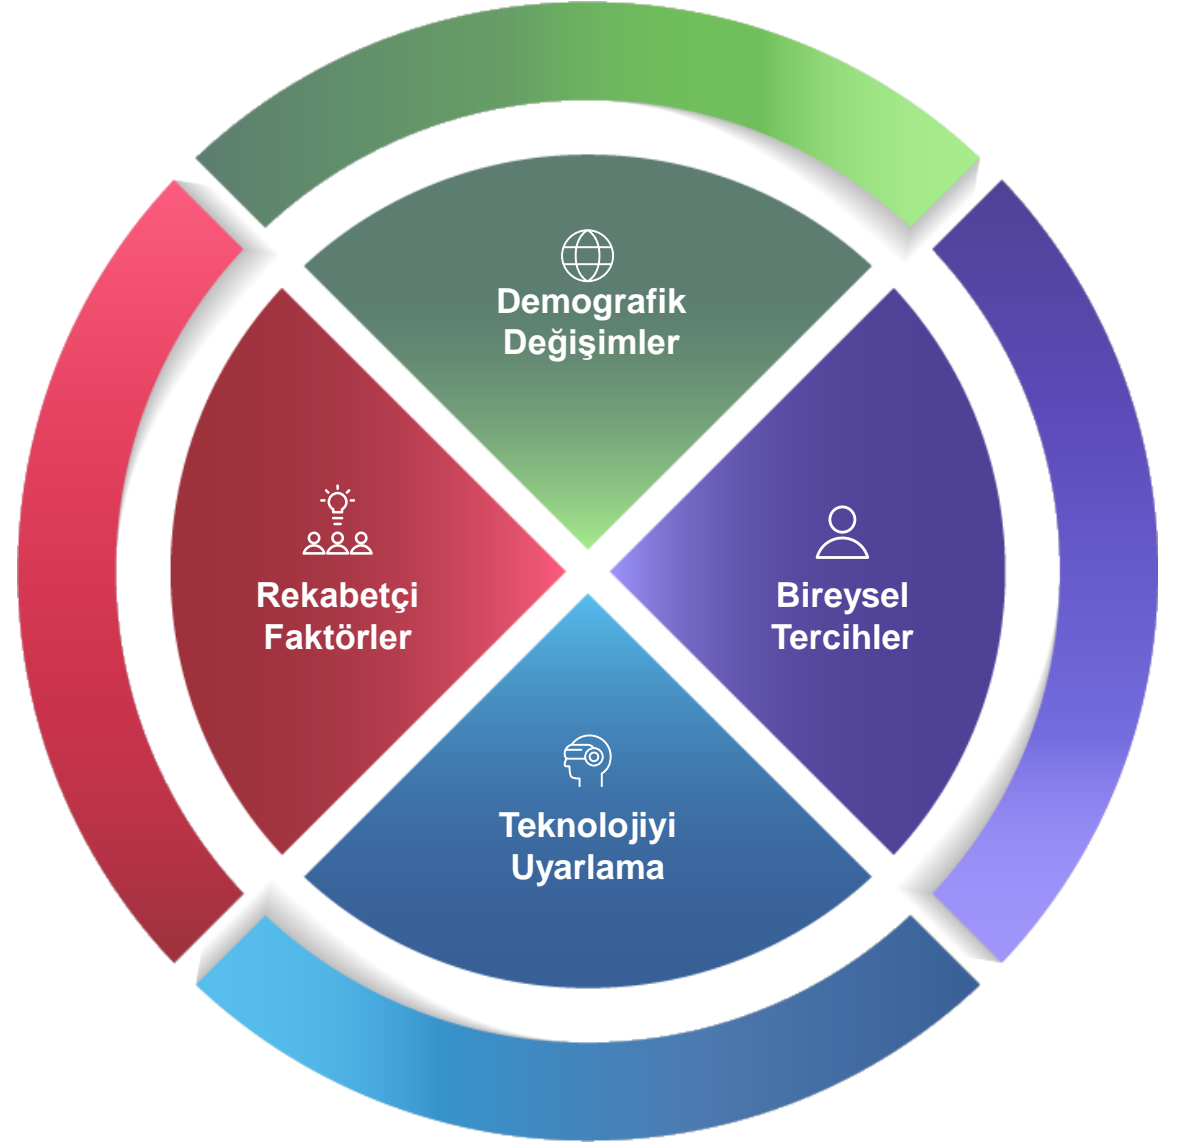 Demografik
Değişimler
Rekabetçi
Faktörler
Bireysel
Tercihler
Teknolojiyi
Uyarlama